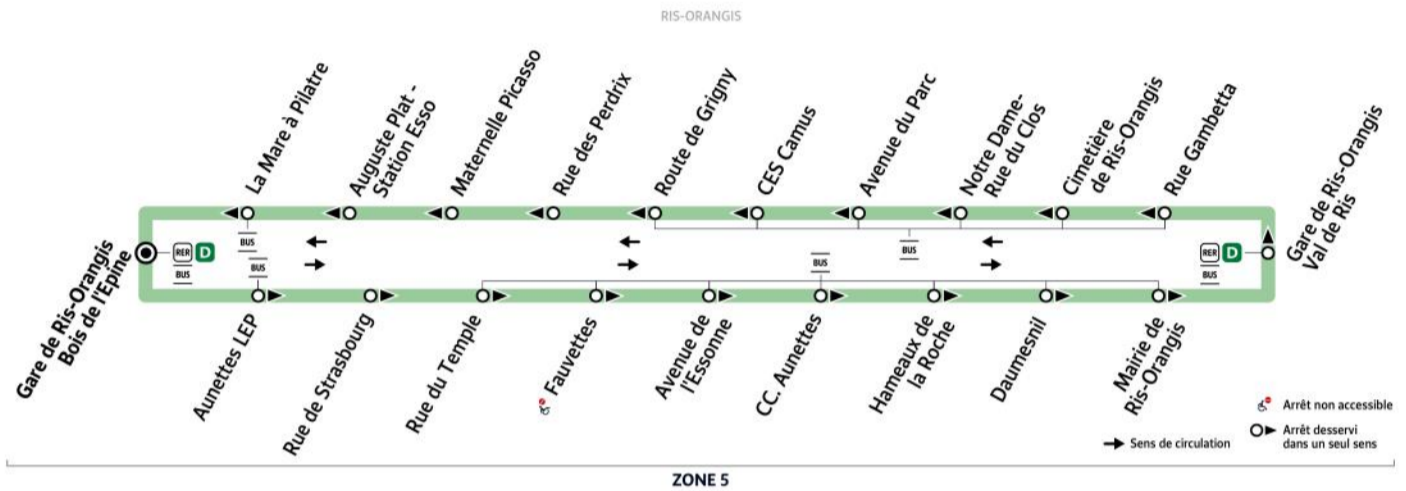 RIS-ORANGIS
La Mare à Pilatre
Auguste Plat -
Station Esso
Maternelle Picasso
Rue des Perdrix
Route de Grigny
CES Camus
Avenue du Parc
Notre Dame-
Rue du Clos
Cimetière
de Ris-Orangis
Rue Gambetta
Gare de Ris-Orangis
Val de Ris
BUS
BUS
RER D
BUS
BUS
BUS
RER D
BUS
Gare de Ris-Orangis
Bois de l'Epine
Aunettes LEP
Rue de Strasbourg
Rue du Temple
Fauvettes
Avenue de
l'Essonne
CC. Aunettes
Hameaux de
la Roche
Daumesnil
Mairie de
Ris-Orangis
Arrêt non accessible
Sens de circulation
Arrêt desservi
dans un seul sens
ZONE 5